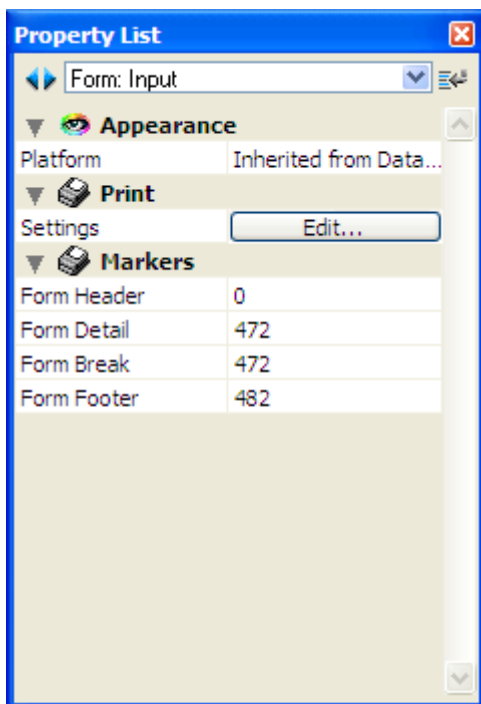 Property List
Form: Input
Appearance
Platform Inherited from Data...
Print
Settings Edit...
Markers
Form Header 0
Form Detail 472
Form Break 472
Form Footer 482